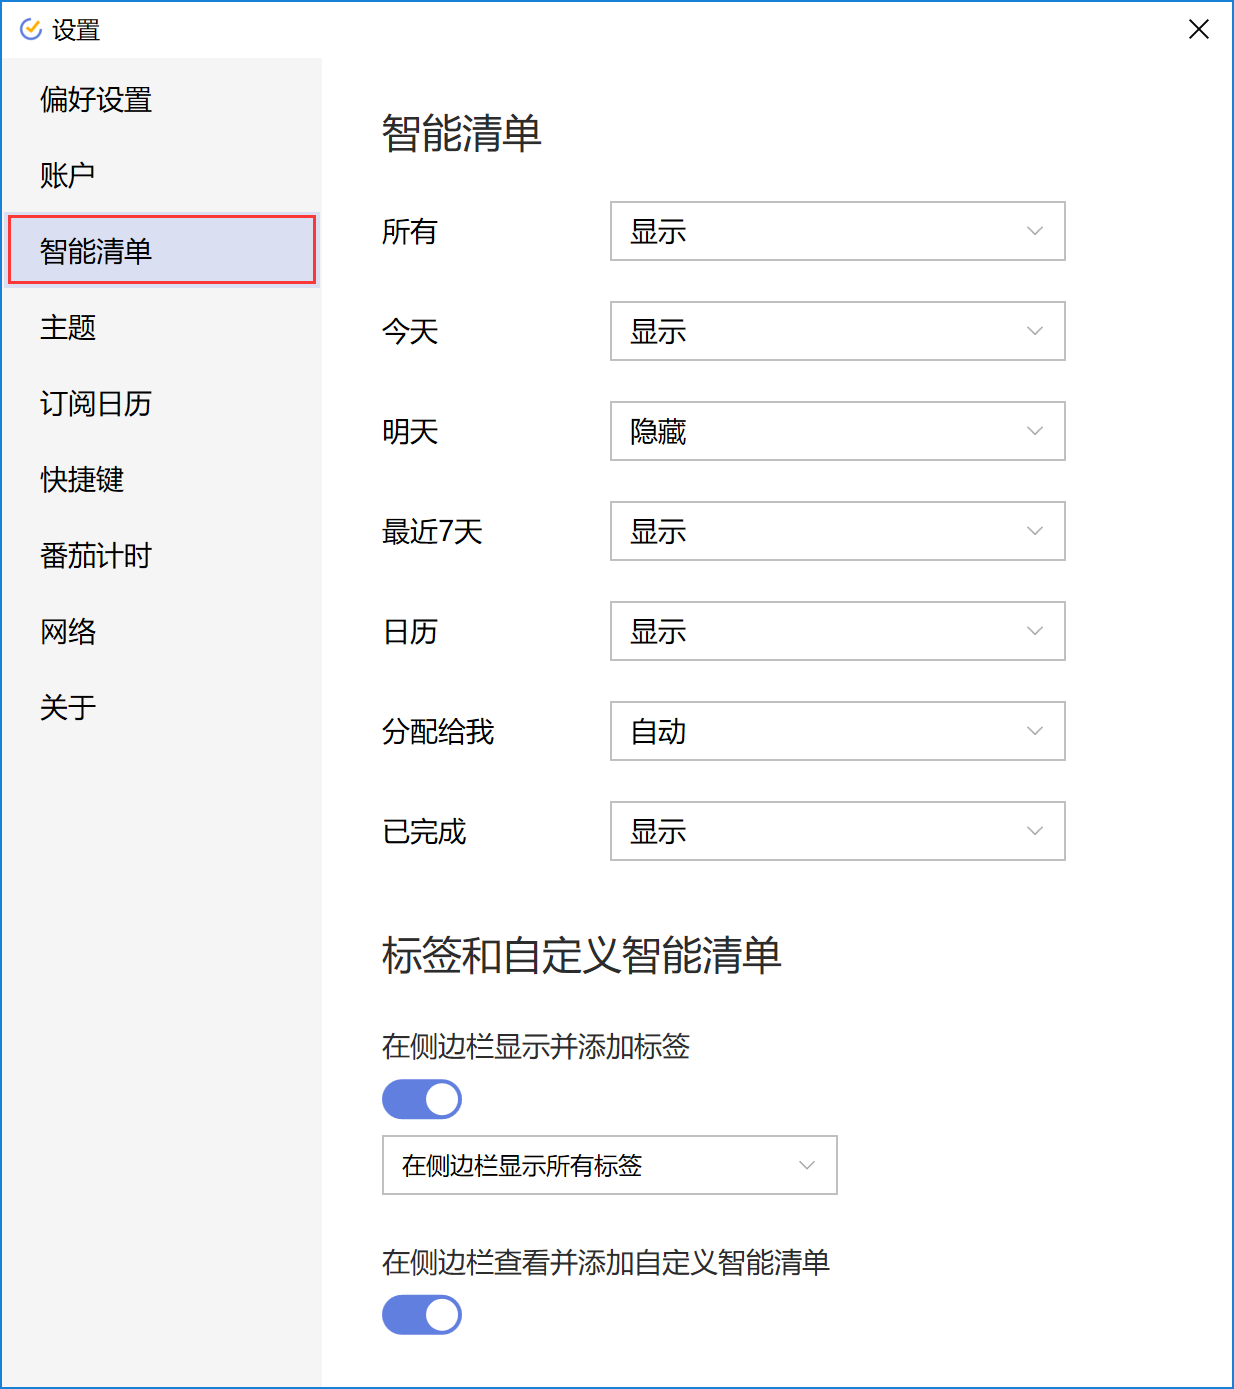 设置
偏好设置
账户
智能清单
主题
订阅日历
快捷键
番茄计时
网络
关于
智能清单
所有 显示
今天 显示
明天 隐藏
最近7天 显示
日历 显示
分配给我 自动
已完成 显示
标签和自定义智能清单
在侧边栏显示并添加标签
在侧边栏显示所有标签
在侧边栏查看并添加自定义智能清单